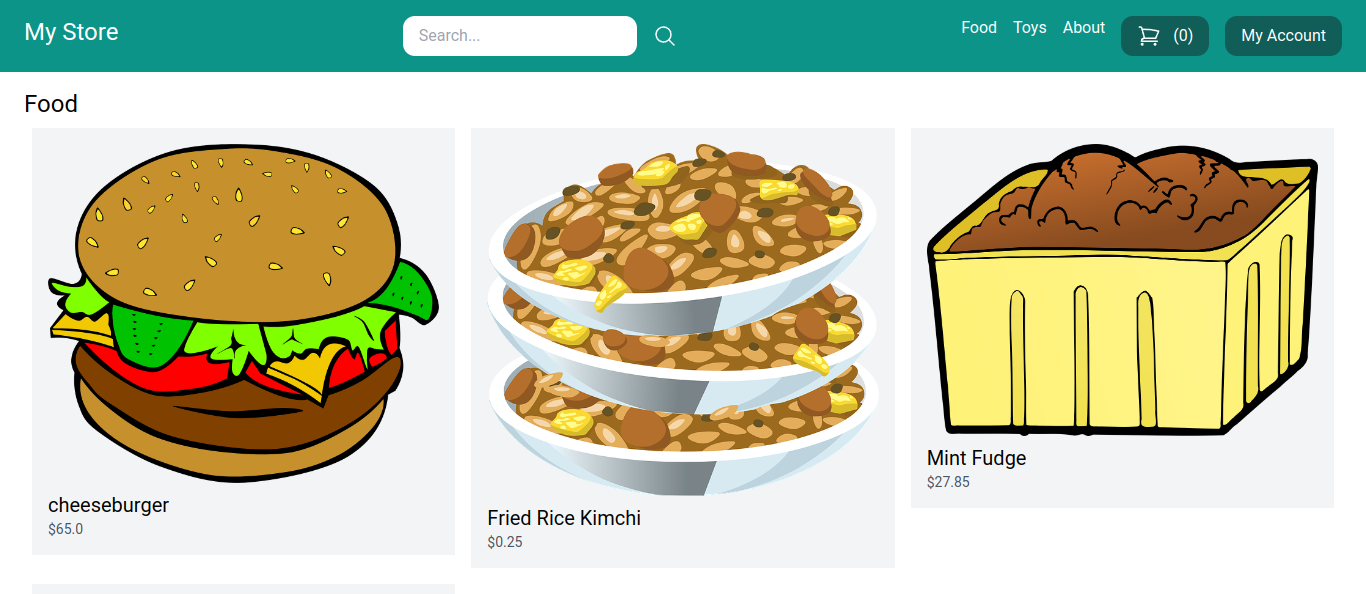 My Store
Search...
Food Toys About (0) My Account
Food
cheeseburger
$65.0
Fried Rice Kimchi
$0.25
Mint Fudge
$27.85